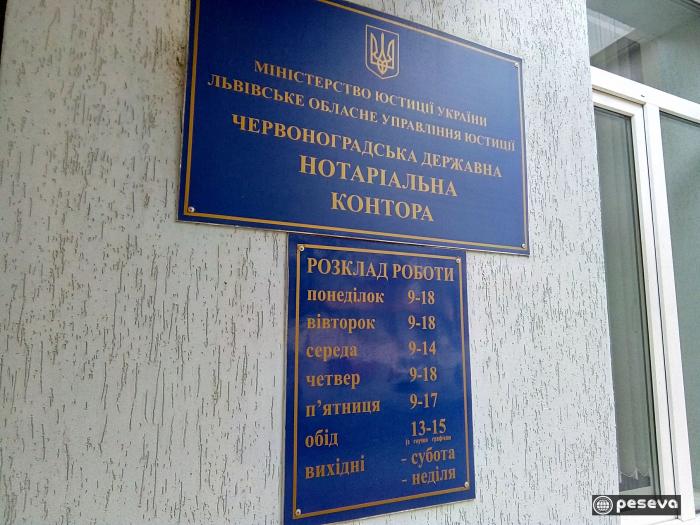 МІНІСТЕРСТВО ЮСТИЦІЇ УКРАЇНИ
ЛЬВІВСЬКЕ ОБЛАСНЕ УПРАВЛІННЯ ЮСТИЦІЇ
ЧЕРВОНОГРАДСЬКА ДЕРЖАВНА
НОТАРІАЛЬНА
КОНТОРА
РОЗКЛАД РОБОТИ
понеділок 9-18
вівторок 9-18
середа 9-14
четвер 9-18
п'ятниця 9-17
обід 13-15
графіком
вихідні - субота
- неділя
peseva